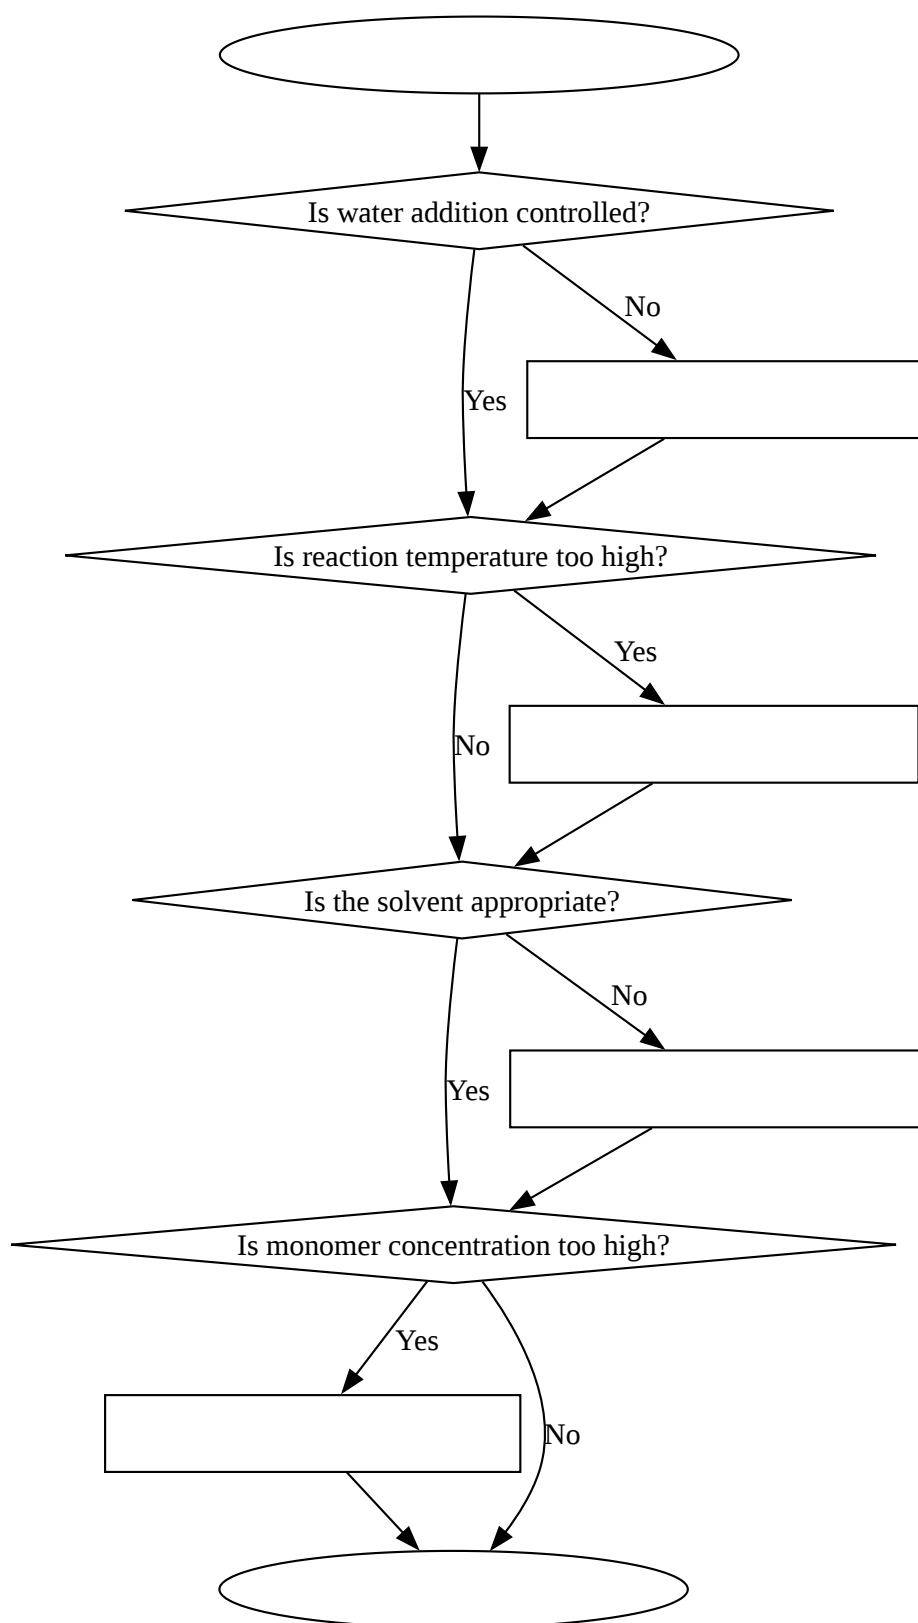 Is water addition controlled?
No
Yes
Is reaction temperature too high?
Yes
No
Is the solvent appropriate?
No
Yes
Is monomer concentration too high?
Yes
No